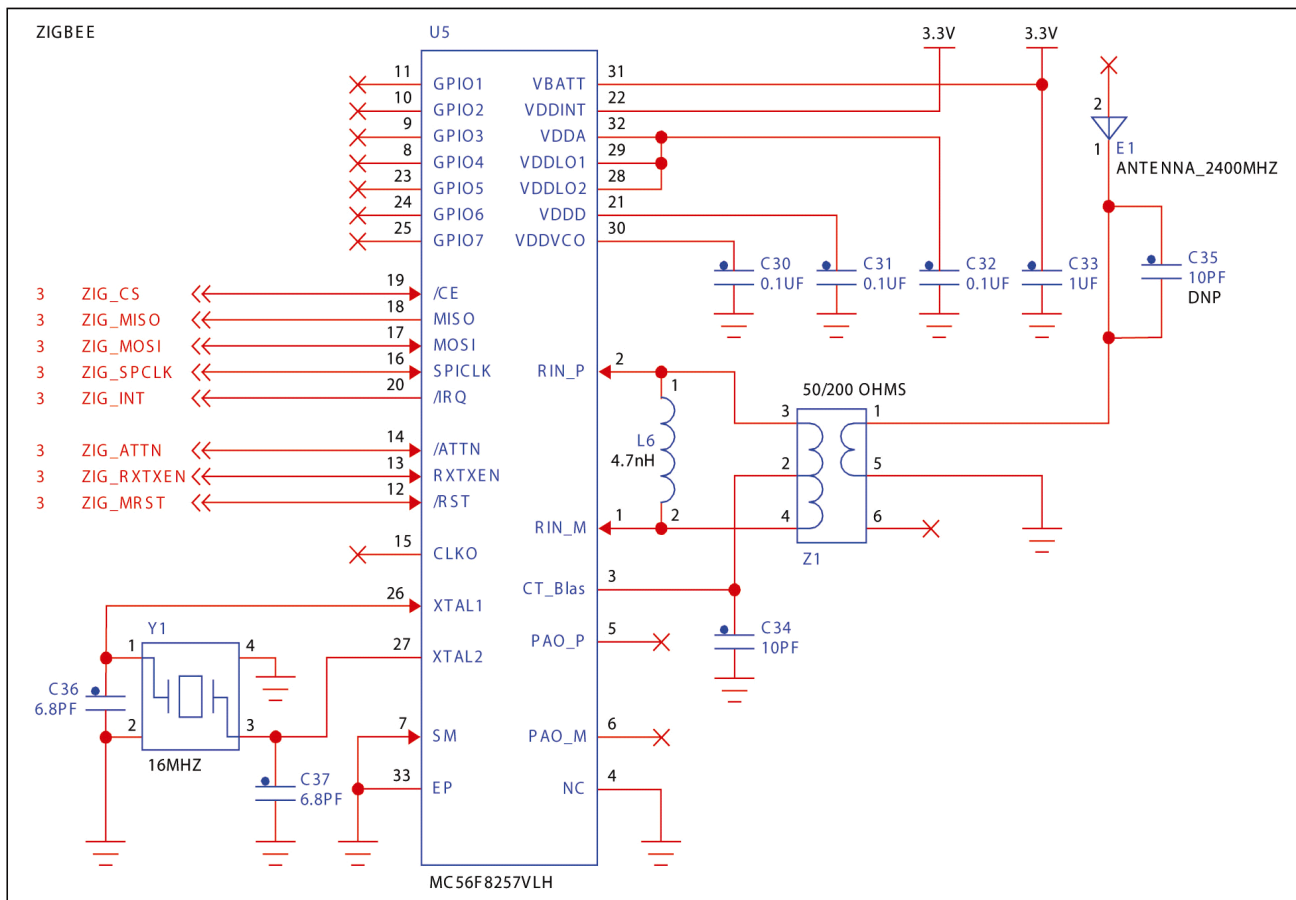 ZIGBEE
U5
3.3V
3.3V
11 GPIO1
10 GPIO2
9 GPIO3
8 GPIO4
23 GPIO5
24 GPIO6
25 GPIO7
VBATT 31
VDDINT 22
VDDA 32
VDDLO1 29
VDDLO2 28
VDDD 21
VDDVCO 30
2
1
E1
ANTENNA_2400MHZ
C30
0.1UF
C31
0.1UF
C32
0.1UF
C33
1UF
C35
10PF
DNP
3 ZIG_CS 19 /CE
3 ZIG_MISO 18 MISO
3 ZIG_MOSI 17 MOSI
3 ZIG_SPCLK 16 SPICLK
3 ZIG_INT 20 /IRQ
3 ZIG_ATTN 14 /ATTN
3 ZIG_RXTXEN 13 RXTXEN
3 ZIG_MRST 12 /RST
15 CLKO
26 XTAL1
27 XTAL2
7 SM
33 EP
RIN_P 2
1
L6
4.7nH
2
RIN_M 1
50/200 OHMS
3
2
4
1
5
6
Z1
CT_Blas 3
C34
10PF
PAO_P 5
PAO_M 6
NC 4
Y1
1
4
2
3
16MHZ
C36
6.8PF
C37
6.8PF
MC56F8257VLH